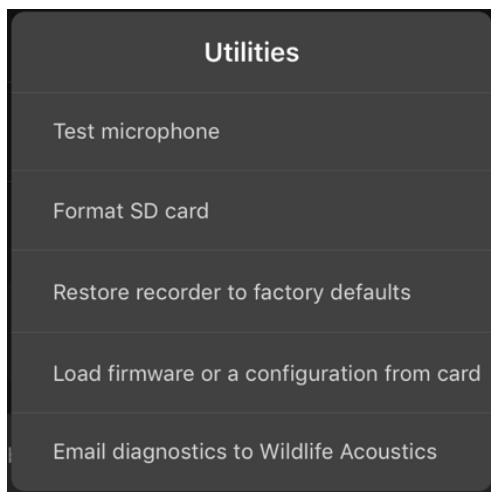 Utilities
Test microphone
Format SD card
Restore recorder to factory defaults
Load firmware or a configuration from card
Email diagnostics to Wildlife Acoustics